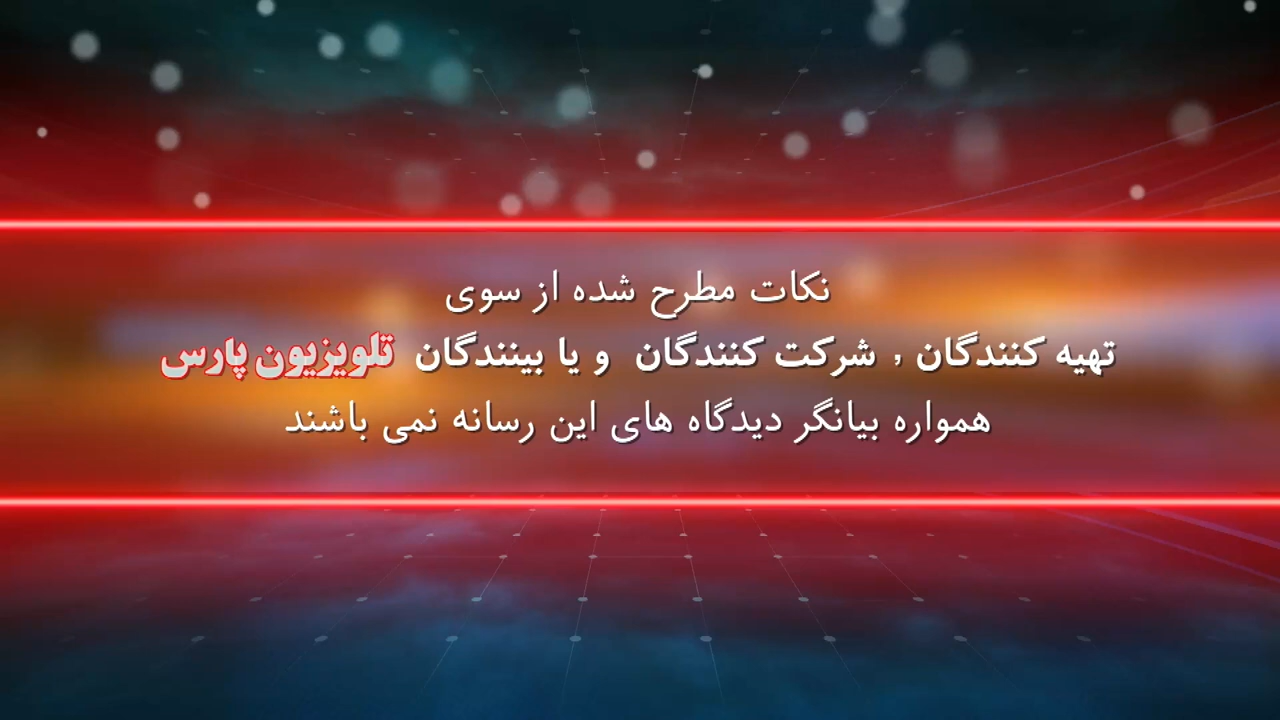 نکات مطرح شده از سوی
تهیه کنندگان , شرکت کنندگان و یا بینندگان تلویزیون پارس
همواره بیانگر دیدگاه های این رسانه نمی باشند